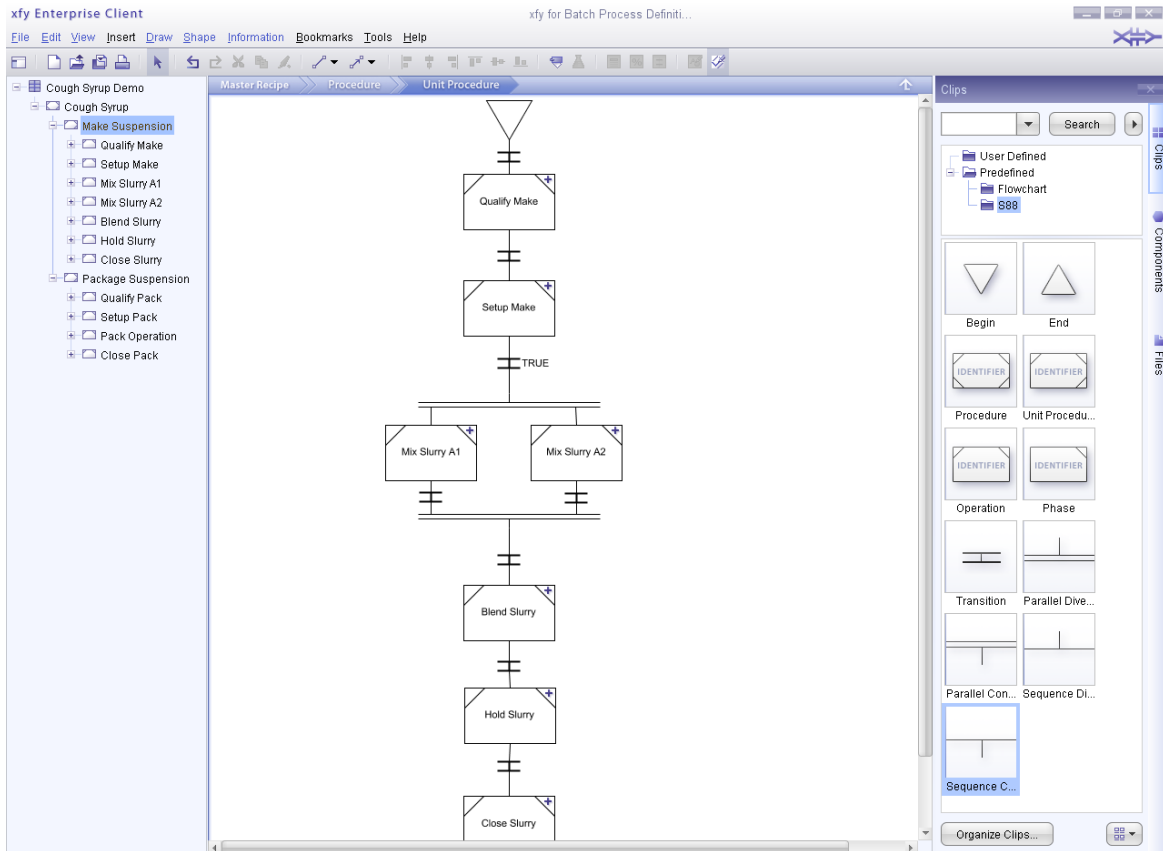 xfy Enterprise Client
xfy for Batch Process Definiti...
File Edit View Insert Draw Shape Information Bookmarks Tools Help
Cough Syrup Demo
Cough Syrup
Make Suspension
Qualify Make
Setup Make
Mix Slurry A1
Mix Slurry A2
Blend Slurry
Hold Slurry
Close Slurry
Package Suspension
Qualify Pack
Setup Pack
Pack Operation
Close Pack
Master Recipe Procedure Unit Procedure
Qualify Make
Setup Make
TRUE
Mix Slurry A1 Mix Slurry A2
Blend Slurry
Hold Slurry
Close Slurry
Clips
Search
User Defined
Predefined
Flowchart
S88
Begin End
IDENTIFIER IDENTIFIER
Procedure Unit Procedu...
IDENTIFIER IDENTIFIER
Operation Phase
Transition Parallel Dive...
Parallel Con... Sequence Di...
Sequence C...
Organize Clips...
Clips
Components
Files